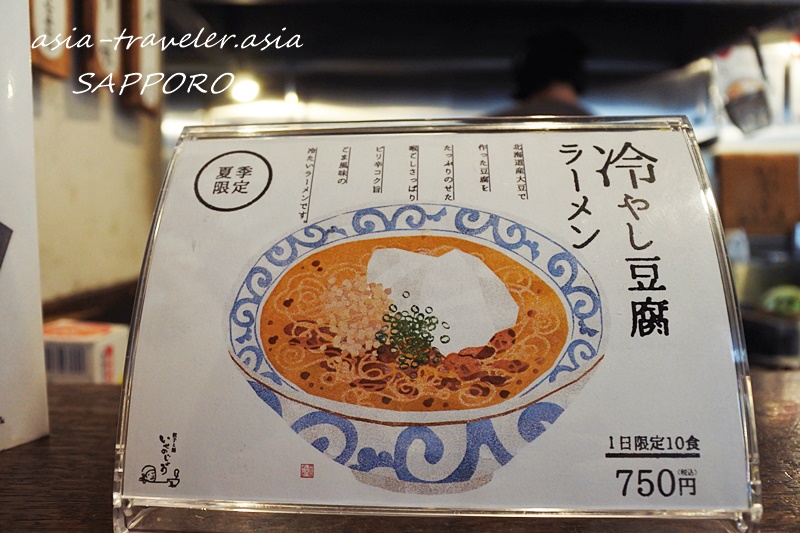 asia-traveler.asia
SAPPORO
夏季
限定
冷やし豆腐
ラーメン
北海道産大豆で
作った豆腐を
たっぷりのせた
喉ごしさっぱり
ピリ辛コク旨
ごま風味の
冷たいラーメンです。
1日限定10食
750円(税込)